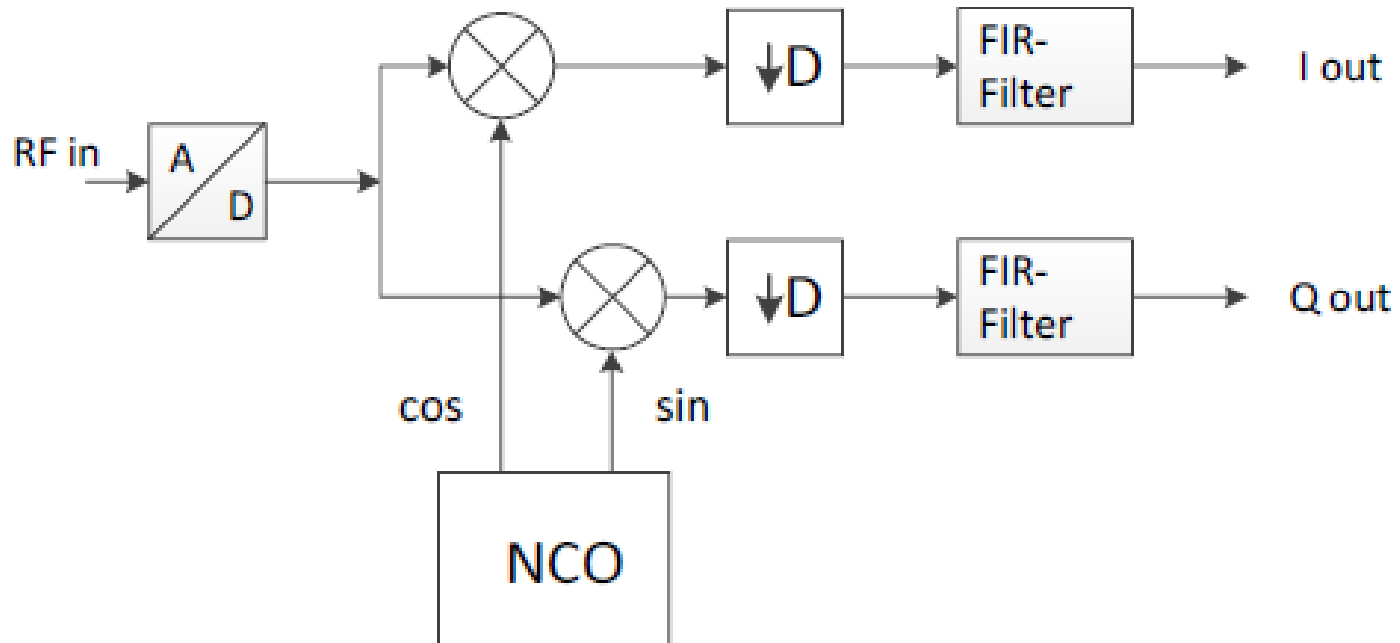 RF in
A
D
↓D
FIR-
Filter
I out
↓D
FIR-
Filter
Q out
cos
sin
NCO